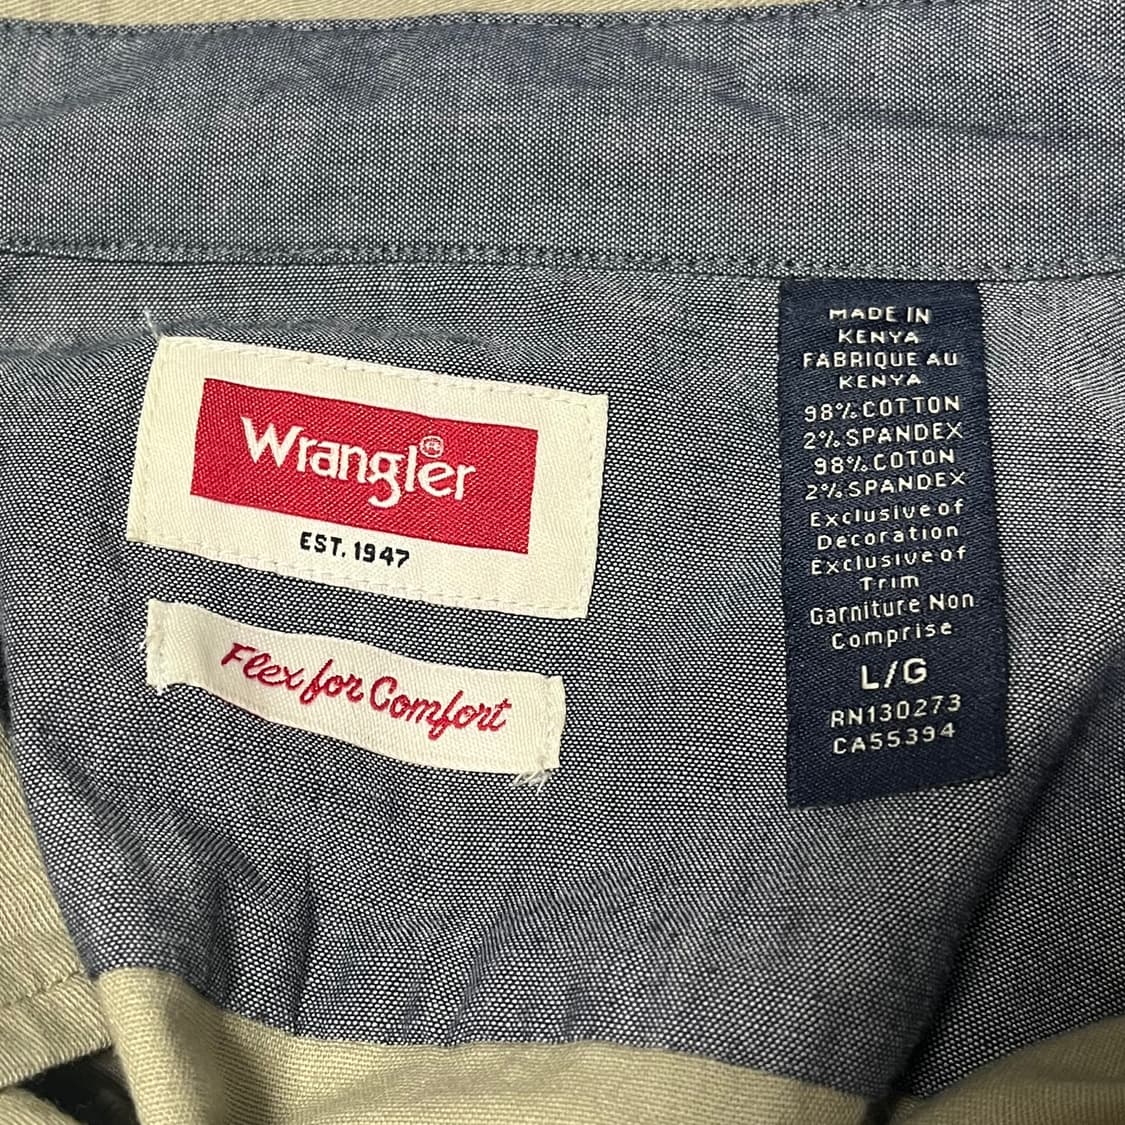 Wrangler
EST. 1947
Flex for Comfort
MADE IN
KENYA
FABRIQUE AU
KENYA
98% COTTON
2% SPANDEX
98% COTON
2% SPANDEX
Exclusive of
Decoration
Exclusive of
Trim
Garniture Non
Comprise
L/G
RN130273
CA55394